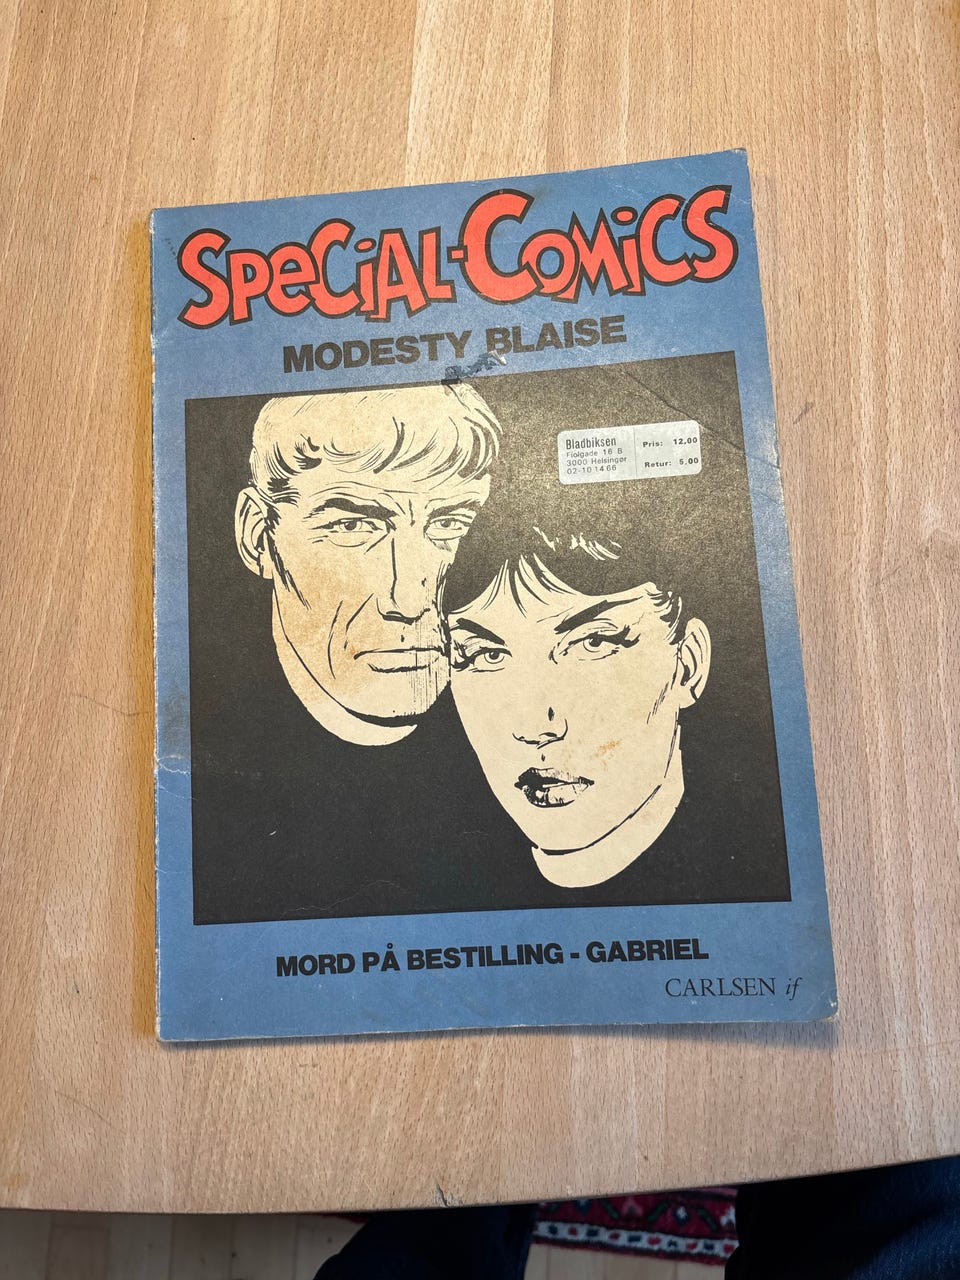 SPECIAL-COMICS
MODESTY BLAISE
Bladbiksen
Fiolgade 16 B
3000 Helsingør
02-10 14 66
Pris: 12,00
Retur: 5,00
MORD PÅ BESTILLING - GABRIEL
CARLSEN if